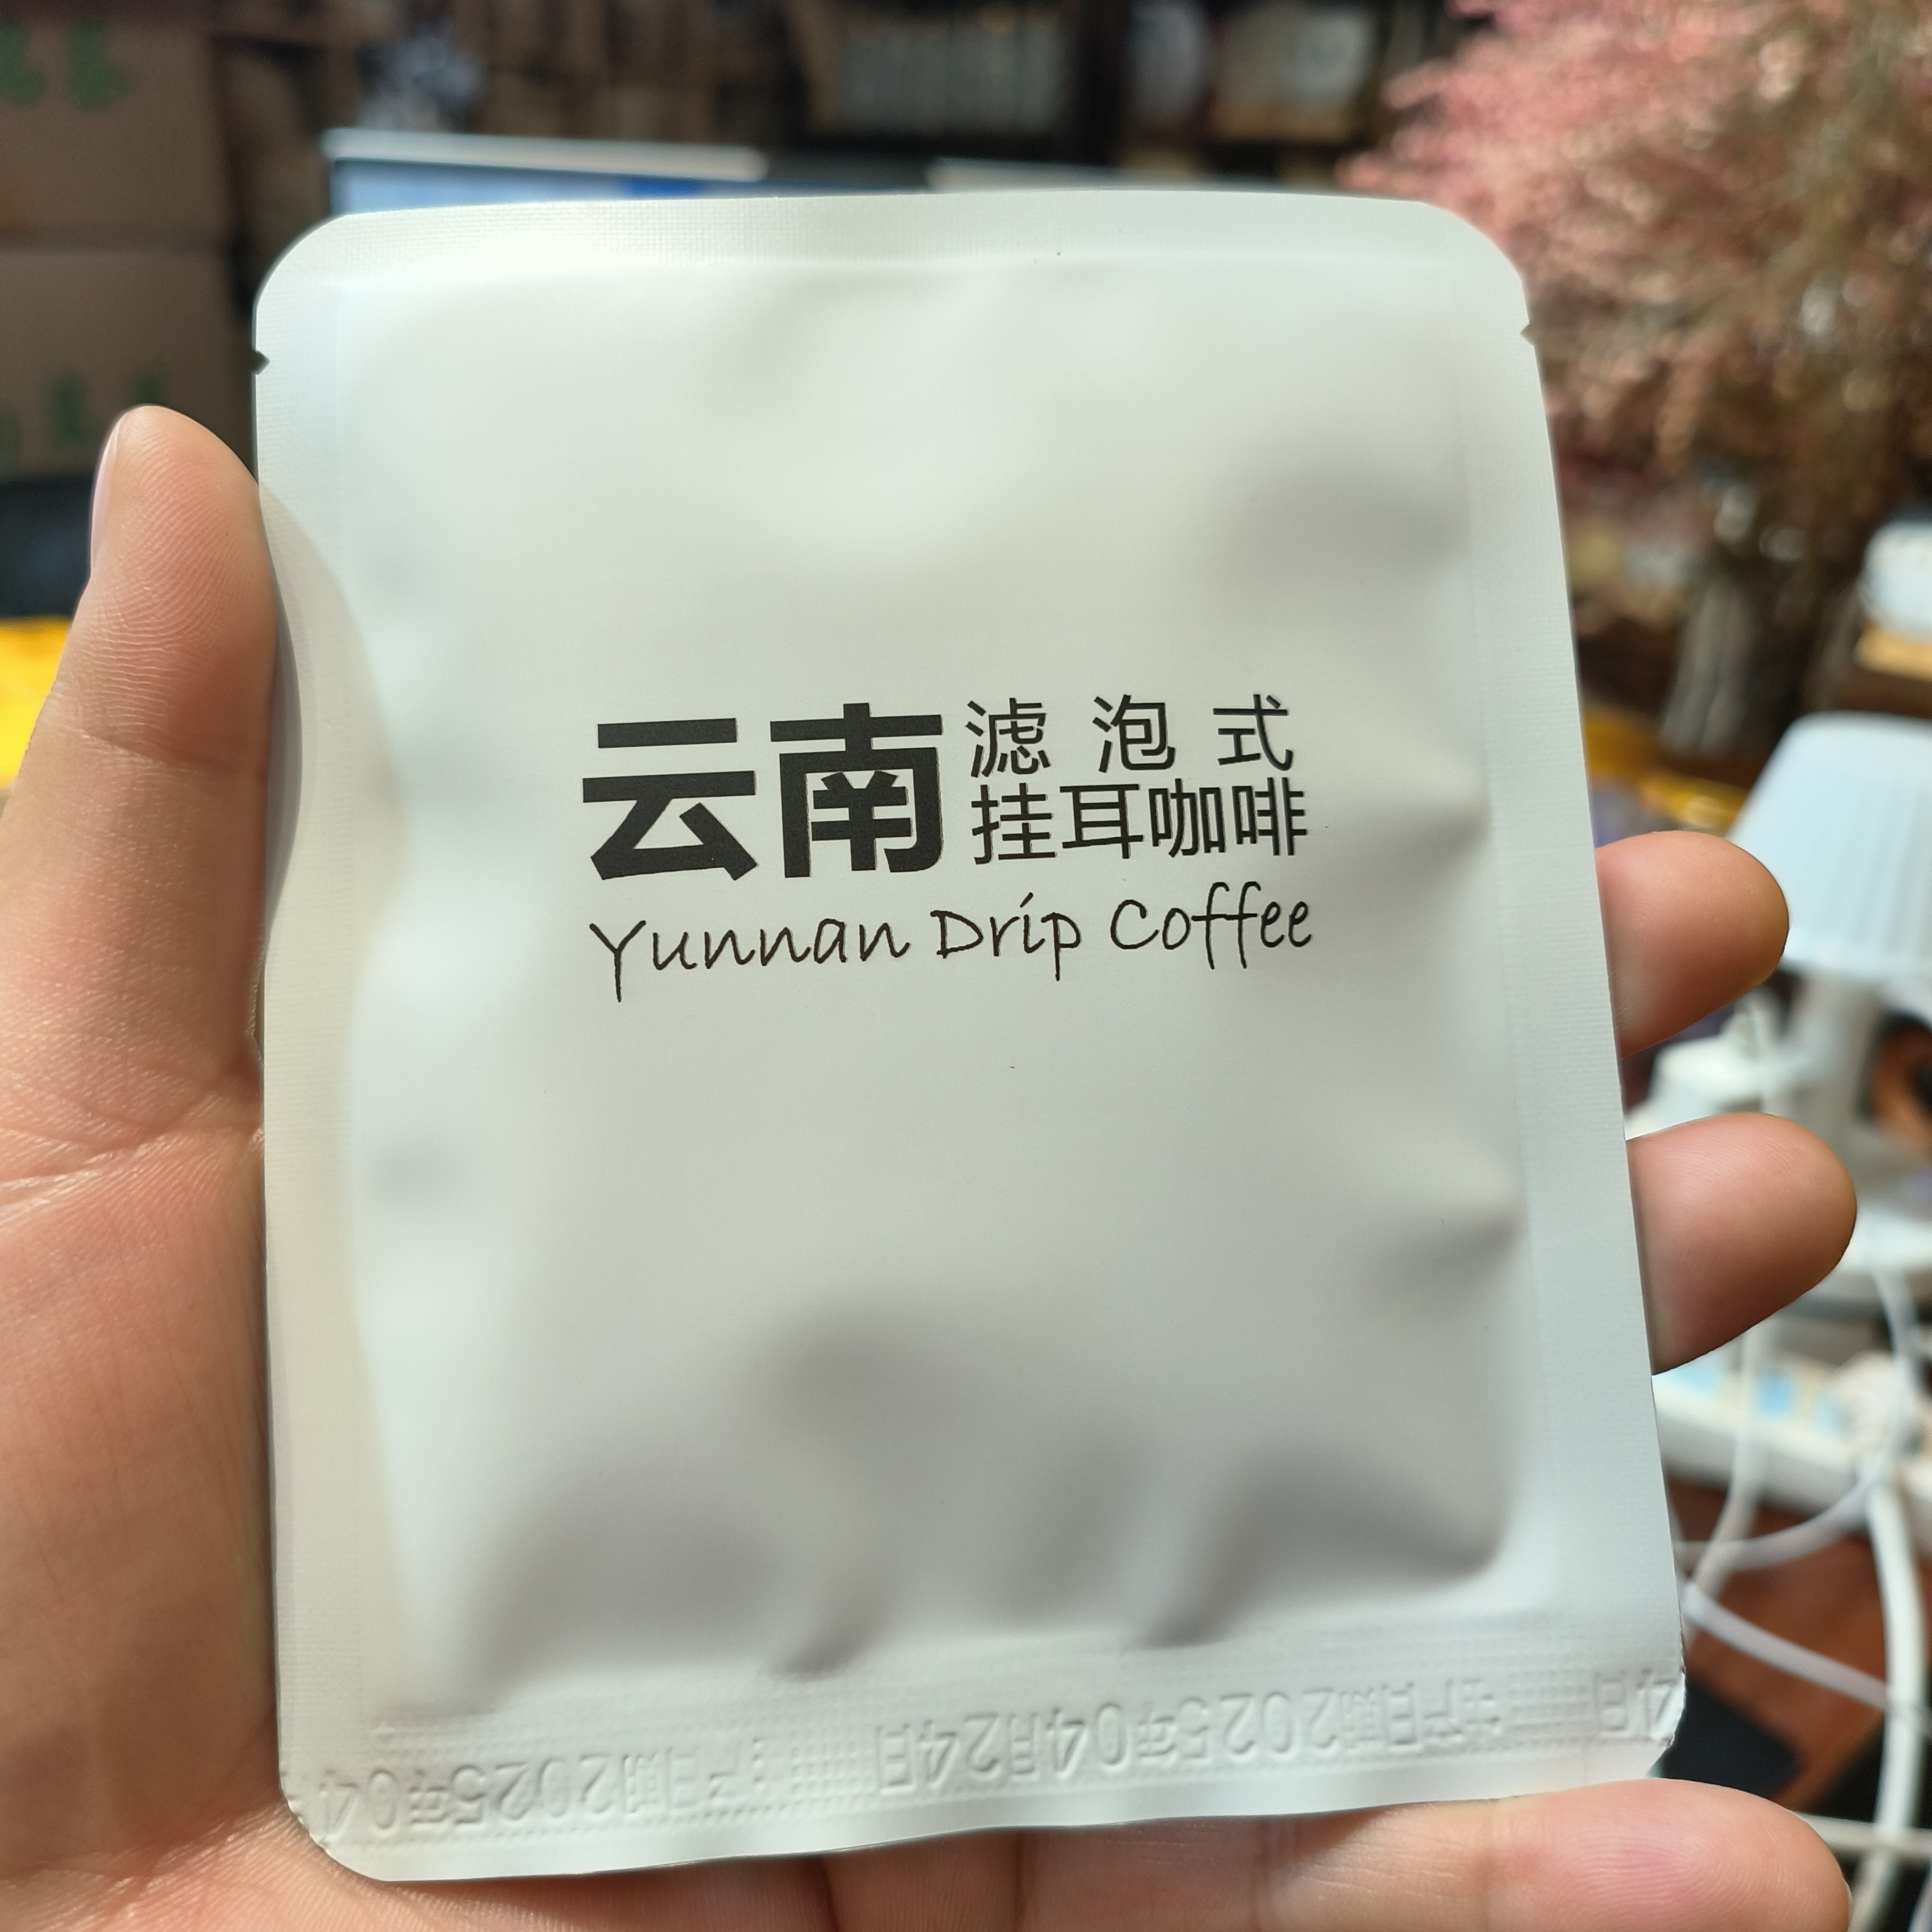 云南 滤泡式
挂耳咖啡
Yunnan Drip Coffee
4日 生产日期2025年04月24日 生产日期2025年04